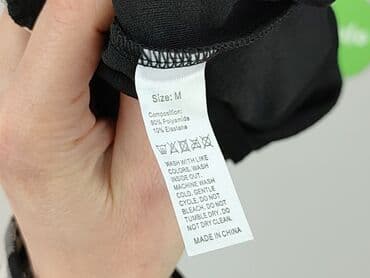 Size: M
Composition:
90% Polyamide
10% Elastane
WASH WITH LIKE
COLORS, WASH
INSIDE OUT.
MACHINE WASH
COLD, GENTLE
CYCLE, DO NOT
BLEACH, DO NOT
TUMBLE DRY, DO
NOT DRY CLEAN.
MADE IN CHINA